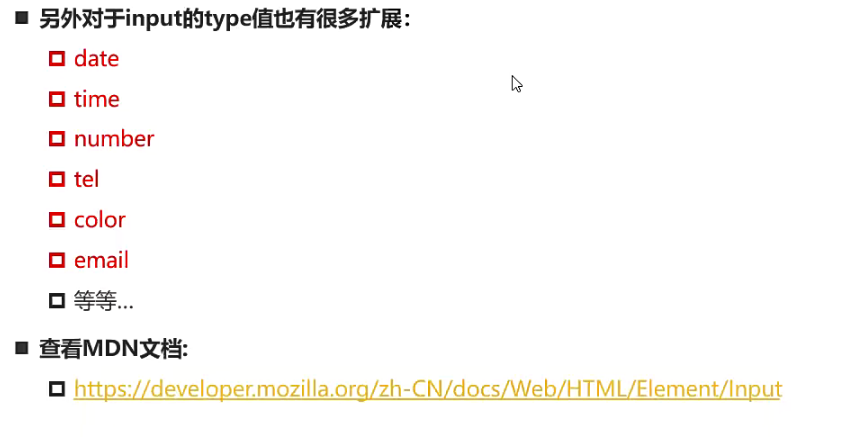 另外对于input的type值也有很多扩展：
date
time
number
tel
color
email
等等...
查看MDN文档:
https://developer.mozilla.org/zh-CN/docs/Web/HTML/Element/Input